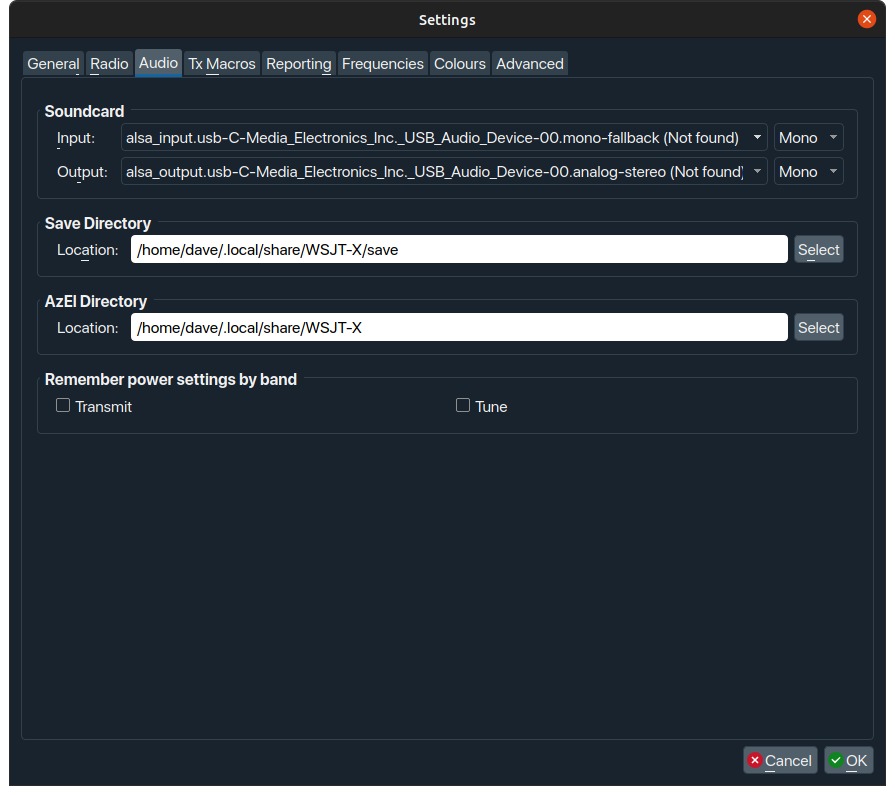 Settings
General Radio Audio Tx Macros Reporting Frequencies Colours Advanced
Soundcard
Input: alsa_input.usb-C-Media_Electronics_Inc._USB_Audio_Device-00.mono-fallback (Not found) Mono
Output: alsa_output.usb-C-Media_Electronics_Inc._USB_Audio_Device-00.analog-stereo (Not found) Mono
Save Directory
Location: /home/dave/.local/share/WSJT-X/save Select
AzEl Directory
Location: /home/dave/.local/share/WSJT-X Select
Remember power settings by band
Transmit Tune
Cancel OK